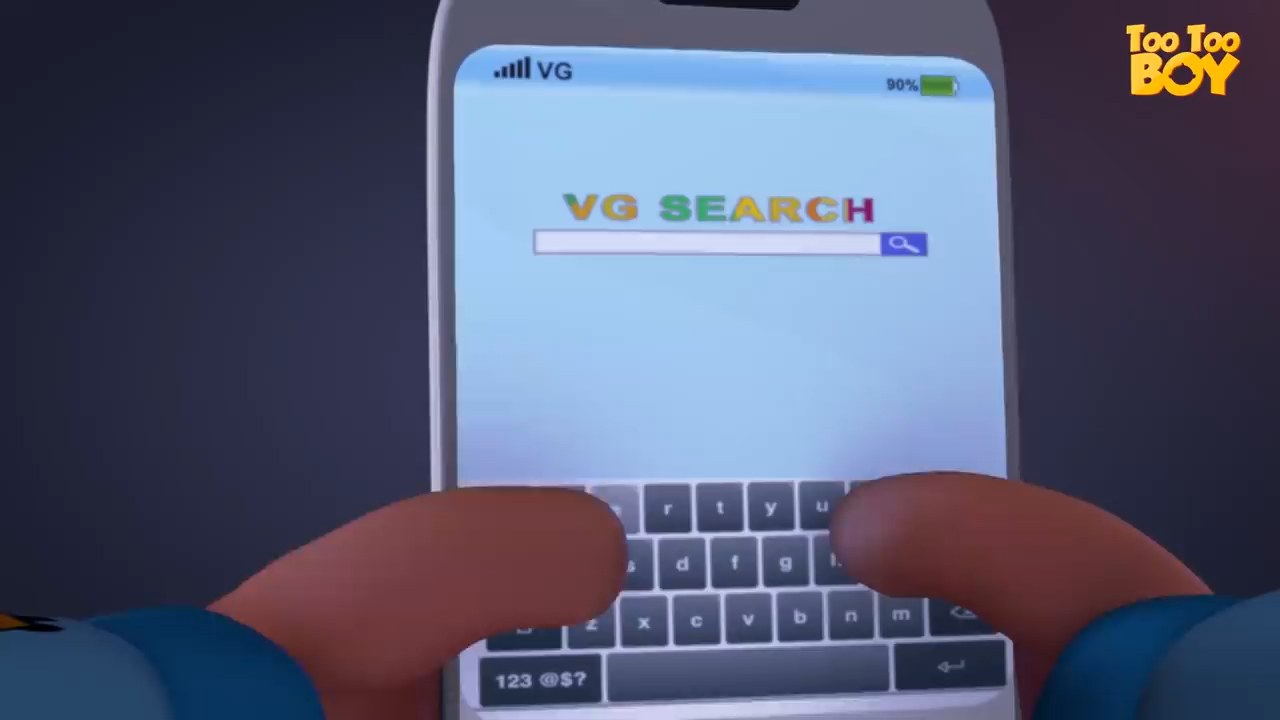 TOO TOO
BOY
VG
90%
VG SEARCH
r t y u
s d f g
z x c v b n m
123 @$?